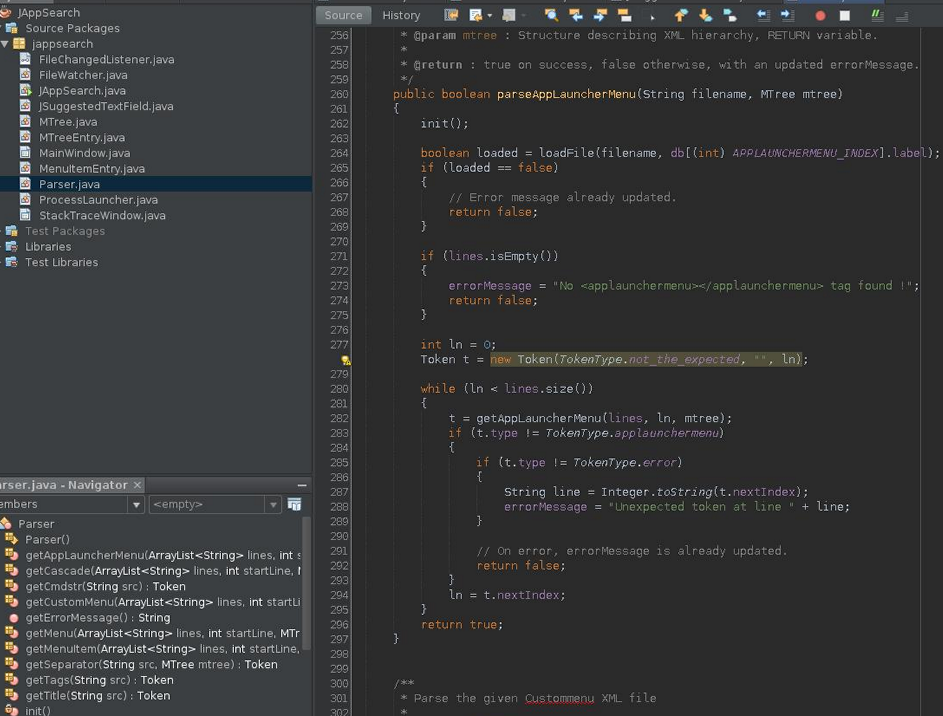 JAppSearch
Source Packages
jappsearch
FileChangedListener.java
FileWatcher.java
JAppSearch.java
JSuggestedTextField.java
MTree.java
MTreeEntry.java
MainWindow.java
MenuItemEntry.java
Parser.java
ProcessLauncher.java
StackTraceWindow.java
Test Packages
Libraries
Test Libraries
arser.java - Navigator ×
embers <empty>
Parser
Parser()
getAppLauncherMenu(ArrayList<String> lines, int s
getCascade(ArrayList<String> lines, int startLine, M
getCmdstr(String src) : Token
getCustomMenu(ArrayList<String> lines, int startLi
getErrorMessage() : String
getMenu(ArrayList<String> lines, int startLine, MTr
getMenuItem(ArrayList<String> lines, int startLine,
getSeparator(String src, MTree mtree) : Token
getTags(String src) : Token
getTitle(String src) : Token
init()
Source History
256 * @param mtree : Structure describing XML hierarchy, RETURN variable.
257 *
258 * @return : true on success, false otherwise, with an updated errorMessage.
259 */
260 public boolean parseAppLauncherMenu(String filename, MTree mtree)
261 {
262 init();
263
264 boolean loaded = loadFile(filename, db[(int) APPLAUNCHERMENU_INDEX].label);
265 if (loaded == false)
266 {
267 // Error message already updated.
268 return false;
269 }
270
271 if (lines.isEmpty())
272 {
273 errorMessage = "No <applaunchermenu></applaunchermenu> tag found !";
274 return false;
275 }
276
277 int ln = 0;
Token t = new Token(TokenType.not_the_expected, "", ln);
279
280 while (ln < lines.size())
281 {
282 t = getAppLauncherMenu(lines, ln, mtree);
283 if (t.type != TokenType.applaunchermenu)
284 {
285 if (t.type != TokenType.error)
286 {
287 String line = Integer.toString(t.nextIndex);
288 errorMessage = "Unexpected token at line " + line;
289 }
290
291 // On error, errorMessage is already updated.
292 return false;
293 }
294 ln = t.nextIndex;
295 }
296 return true;
297 }
298
299
300 /**
301 * Parse the given Custommenu XML file
302 *